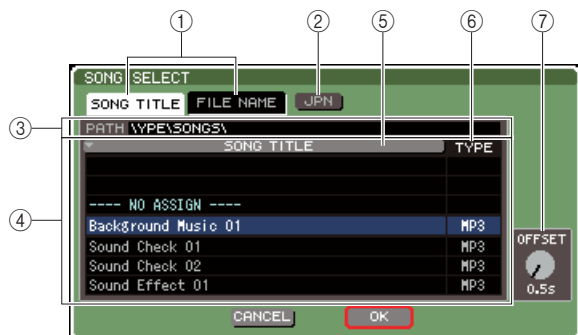 ① ② ⑤ ⑥ ⑦
SONG SELECT
SONG TITLE FILE NAME JPN
③ PATH \YPE\SONGS\
SONG TITLE TYPE
④
---- NO ASSIGN ----
Background Music 01 MP3
Sound Check 01 MP3
Sound Check 02 MP3
Sound Effect 01 MP3
OFFSET
0.5s
CANCEL OK